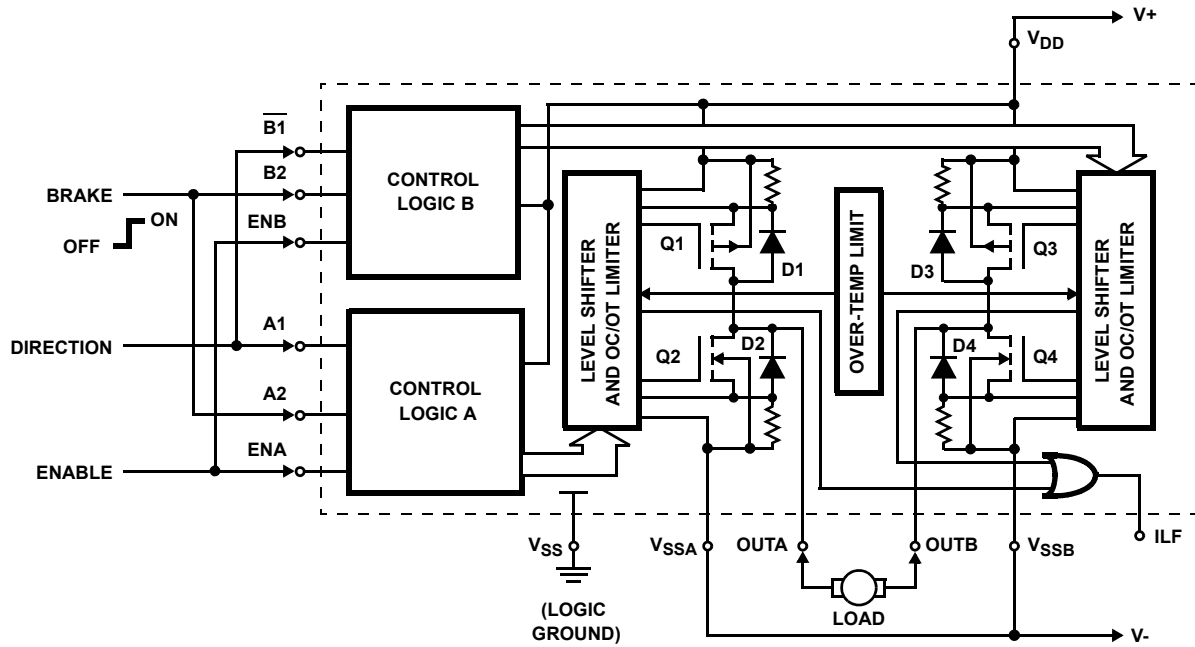 V+
VDD
B1
B2
BRAKE
ON
OFF
ENB
CONTROL
LOGIC B
A1
DIRECTION
A2
ENA
ENABLE
CONTROL
LOGIC A
LEVEL SHIFTER
AND OC/OT LIMITER
Q1
D1
Q2
D2
OVER-TEMP LIMIT
D3
Q3
D4
Q4
LEVEL SHIFTER
AND OC/OT LIMITER
VSS
(LOGIC
GROUND)
VSSA
OUTA
OUTB
VSSB
ILF
LOAD
V-